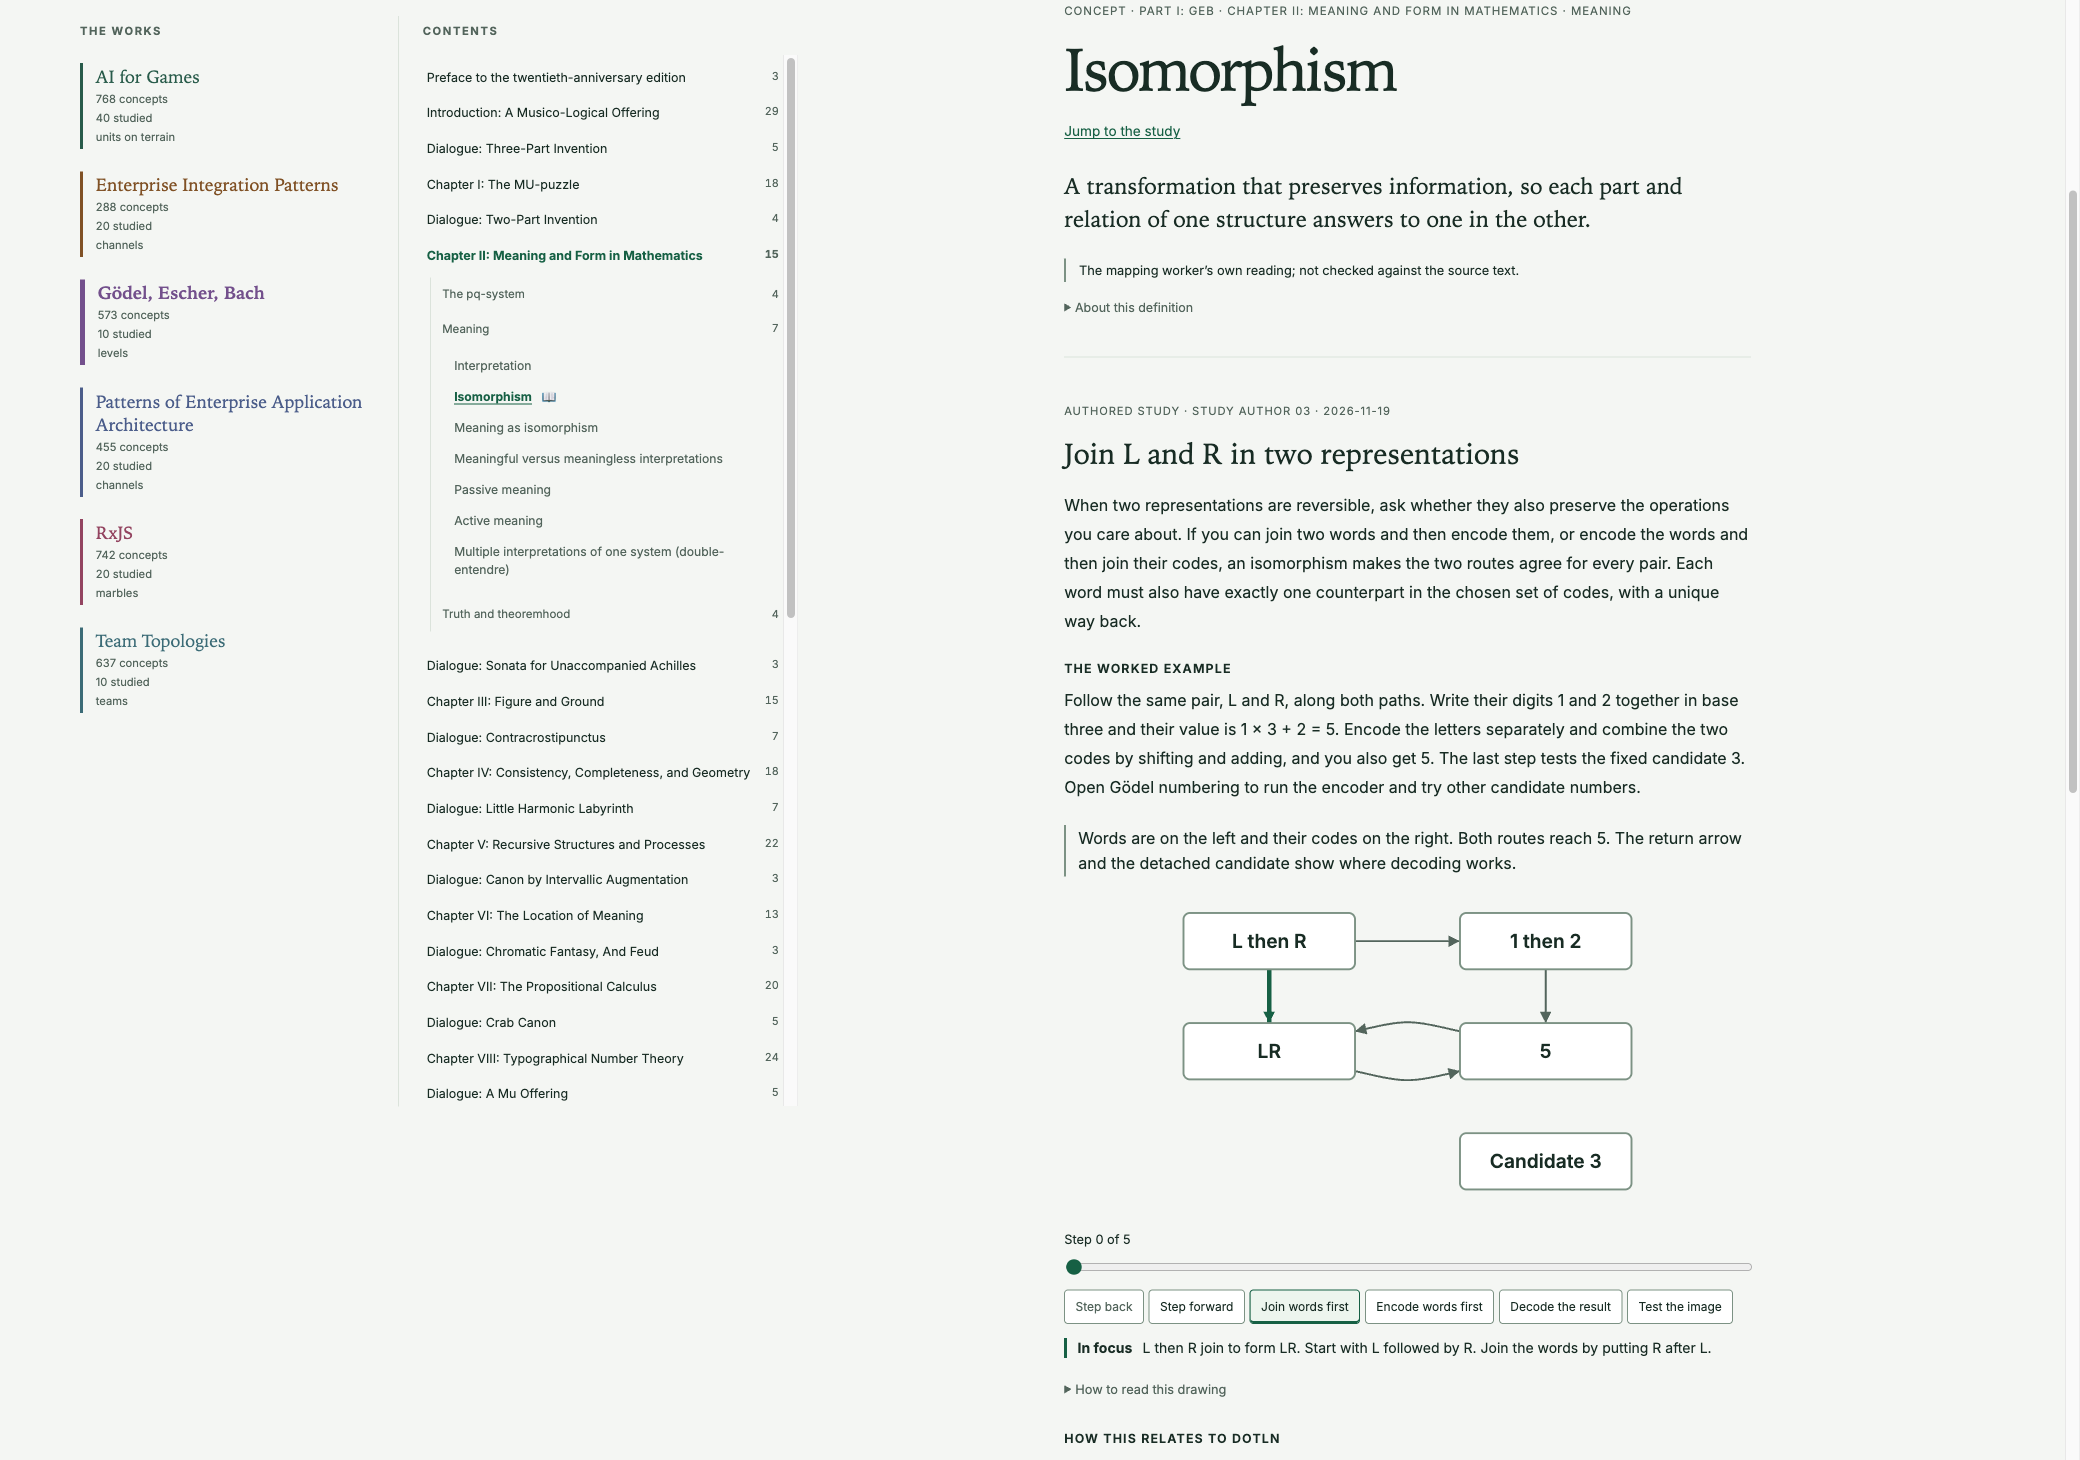 THE WORKS
AI for Games
768 concepts
40 studied
units on terrain
Enterprise Integration Patterns
288 concepts
20 studied
channels
Gödel, Escher, Bach
573 concepts
10 studied
levels
Patterns of Enterprise Application
Architecture
455 concepts
20 studied
channels
RxJS
742 concepts
20 studied
marbles
Team Topologies
637 concepts
10 studied
teams
CONTENTS
Preface to the twentieth-anniversary edition 3
Introduction: A Musico-Logical Offering 29
Dialogue: Three-Part Invention 5
Chapter I: The MU-puzzle 18
Dialogue: Two-Part Invention 4
Chapter II: Meaning and Form in Mathematics 15
The pq-system 4
Meaning 7
Interpretation
Isomorphism
Meaning as isomorphism
Meaningful versus meaningless interpretations
Passive meaning
Active meaning
Multiple interpretations of one system (double-
entendre)
Truth and theoremhood 4
Dialogue: Sonata for Unaccompanied Achilles 3
Chapter III: Figure and Ground 15
Dialogue: Contracrostipunctus 7
Chapter IV: Consistency, Completeness, and Geometry 18
Dialogue: Little Harmonic Labyrinth 7
Chapter V: Recursive Structures and Processes 22
Dialogue: Canon by Intervallic Augmentation 3
Chapter VI: The Location of Meaning 13
Dialogue: Chromatic Fantasy, And Feud 3
Chapter VII: The Propositional Calculus 20
Dialogue: Crab Canon 5
Chapter VIII: Typographical Number Theory 24
Dialogue: A Mu Offering 5
CONCEPT · PART I: GEB · CHAPTER II: MEANING AND FORM IN MATHEMATICS · MEANING
Isomorphism
Jump to the study
A transformation that preserves information, so each part and
relation of one structure answers to one in the other.
The mapping worker’s own reading; not checked against the source text.
About this definition
AUTHORED STUDY · STUDY AUTHOR 03 · 2026-11-19
Join L and R in two representations
When two representations are reversible, ask whether they also preserve the operations
you care about. If you can join two words and then encode them, or encode the words and
then join their codes, an isomorphism makes the two routes agree for every pair. Each
word must also have exactly one counterpart in the chosen set of codes, with a unique
way back.
THE WORKED EXAMPLE
Follow the same pair, L and R, along both paths. Write their digits 1 and 2 together in base
three and their value is 1 × 3 + 2 = 5. Encode the letters separately and combine the two
codes by shifting and adding, and you also get 5. The last step tests the fixed candidate 3.
Open Gödel numbering to run the encoder and try other candidate numbers.
Words are on the left and their codes on the right. Both routes reach 5. The return arrow
and the detached candidate show where decoding works.
L then R
1 then 2
LR
5
Candidate 3
Step 0 of 5
Step back
Step forward
Join words first
Encode words first
Decode the result
Test the image
In focus L then R join to form LR. Start with L followed by R. Join the words by putting R after L.
How to read this drawing
HOW THIS RELATES TO DOTLN